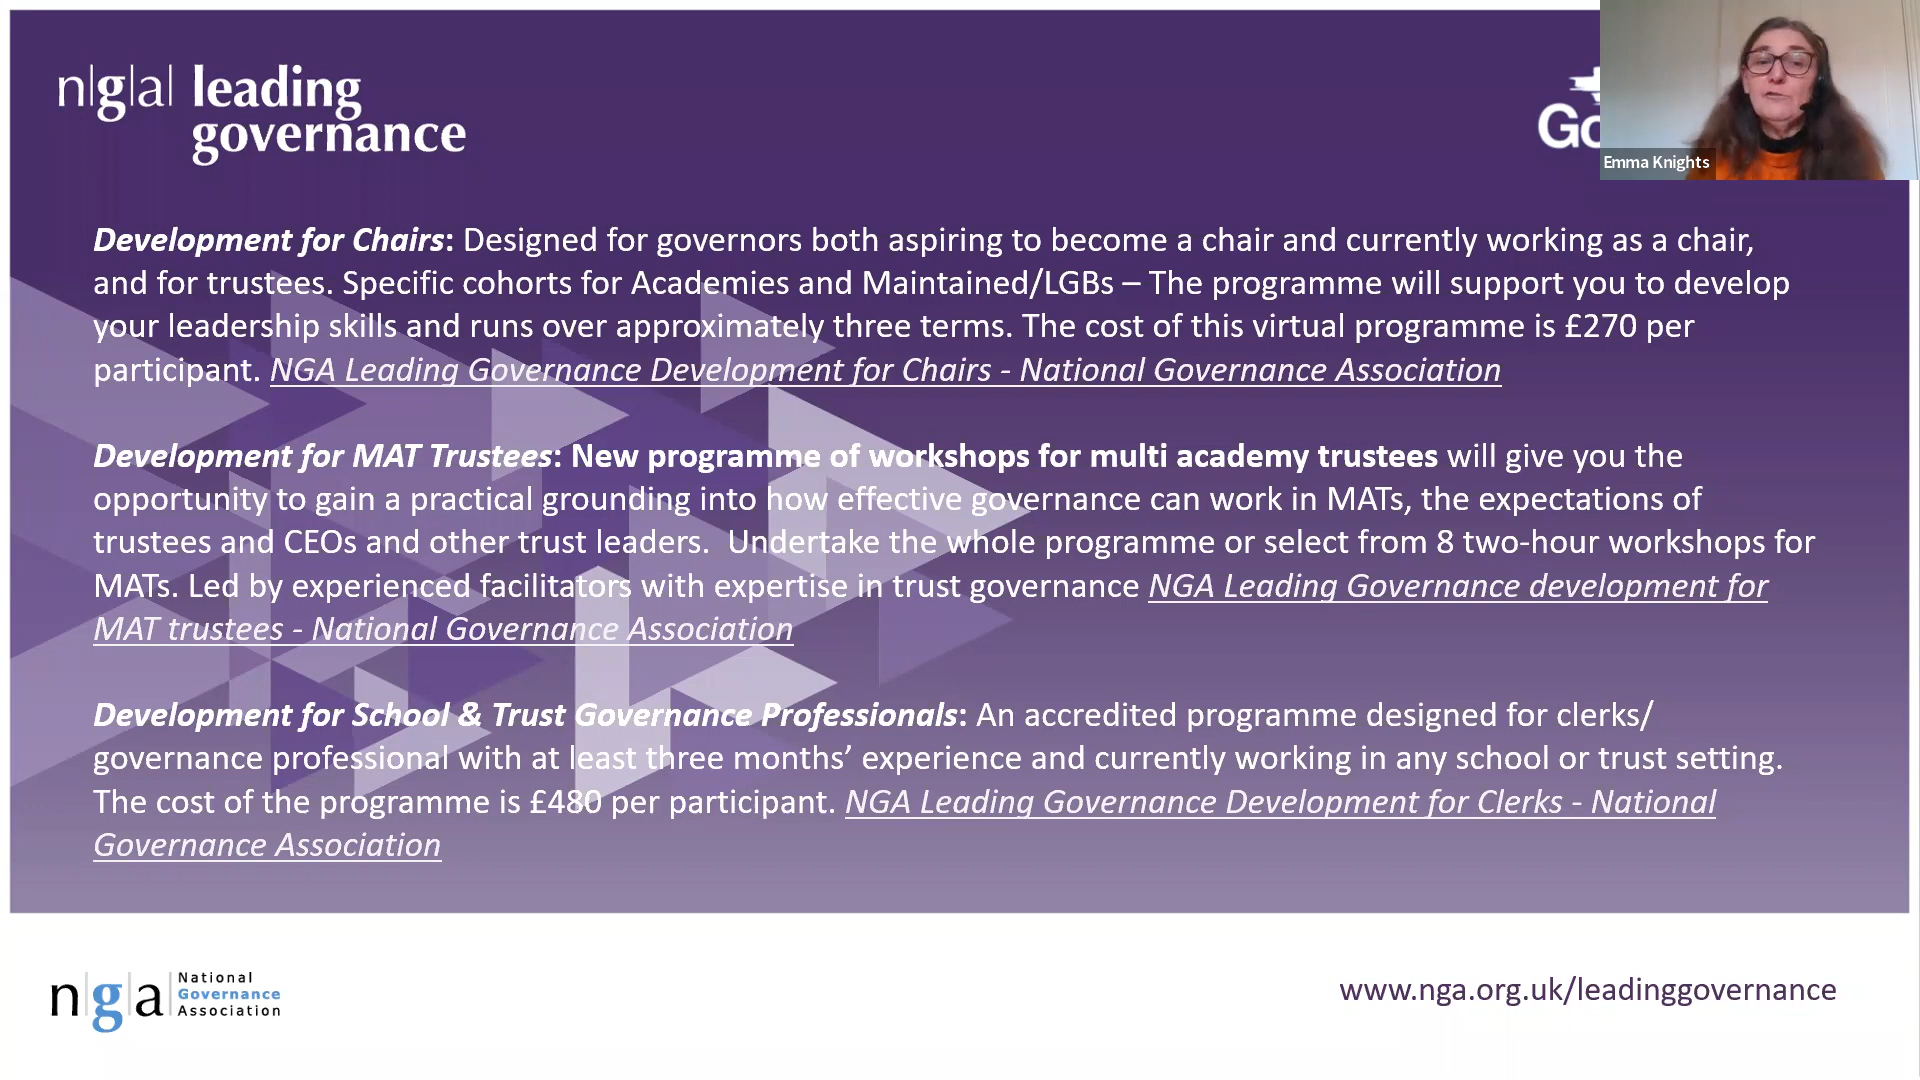 n|g|a| leading
governance
Go
Emma Knights
Development for Chairs: Designed for governors both aspiring to become a chair and currently working as a chair,
and for trustees. Specific cohorts for Academies and Maintained/LGBs – The programme will support you to develop
your leadership skills and runs over approximately three terms. The cost of this virtual programme is £270 per
participant. NGA Leading Governance Development for Chairs - National Governance Association
Development for MAT Trustees: New programme of workshops for multi academy trustees will give you the
opportunity to gain a practical grounding into how effective governance can work in MATs, the expectations of
trustees and CEOs and other trust leaders.  Undertake the whole programme or select from 8 two-hour workshops for
MATs. Led by experienced facilitators with expertise in trust governance NGA Leading Governance development for
MAT trustees - National Governance Association
Development for School & Trust Governance Professionals: An accredited programme designed for clerks/
governance professional with at least three months’ experience and currently working in any school or trust setting.
The cost of the programme is £480 per participant. NGA Leading Governance Development for Clerks - National
Governance Association
n|g|a National
Governance
Association
www.nga.org.uk/leadinggovernance